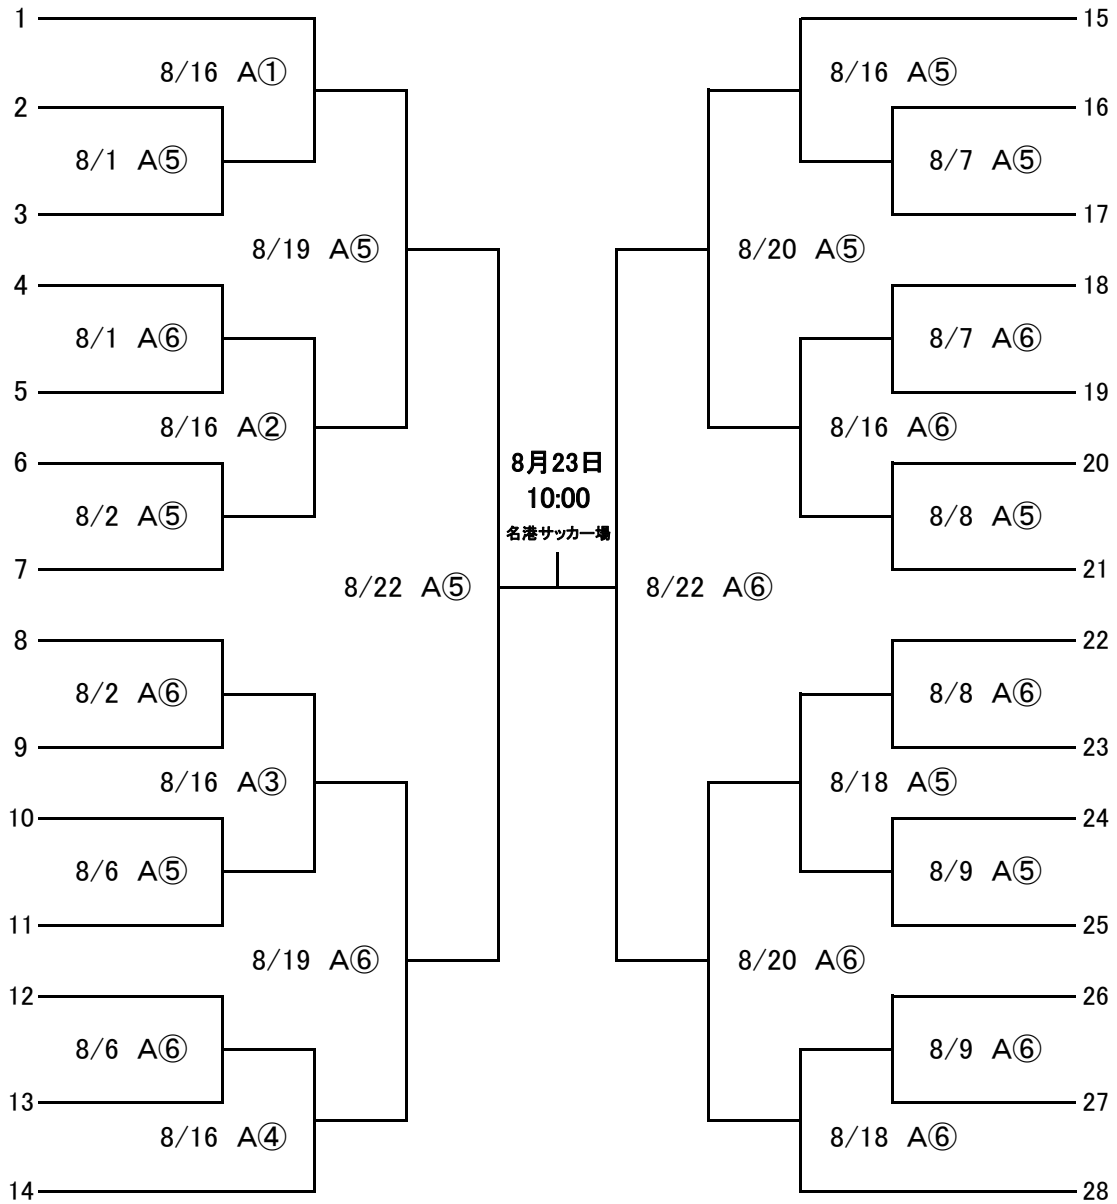 1 15
8/16 A① 8/16 A⑤
2 16
8/1 A⑤ 8/7 A⑤
3 17
8/19 A⑤ 8/20 A⑤
4 18
8/1 A⑥ 8/7 A⑥
5 19
8/16 A② 8/16 A⑥
6 8月23日 20
10:00
8/2 A⑤ 8/8 A⑤
名港サッカー場
7 21
8/22 A⑤ 8/22 A⑥
8 22
8/2 A⑥ 8/8 A⑥
9 23
8/16 A③ 8/18 A⑤
10 24
8/6 A⑤ 8/9 A⑤
11 25
8/19 A⑥ 8/20 A⑥
12 26
8/6 A⑥ 8/9 A⑥
13 27
8/16 A④ 8/18 A⑥
14 28